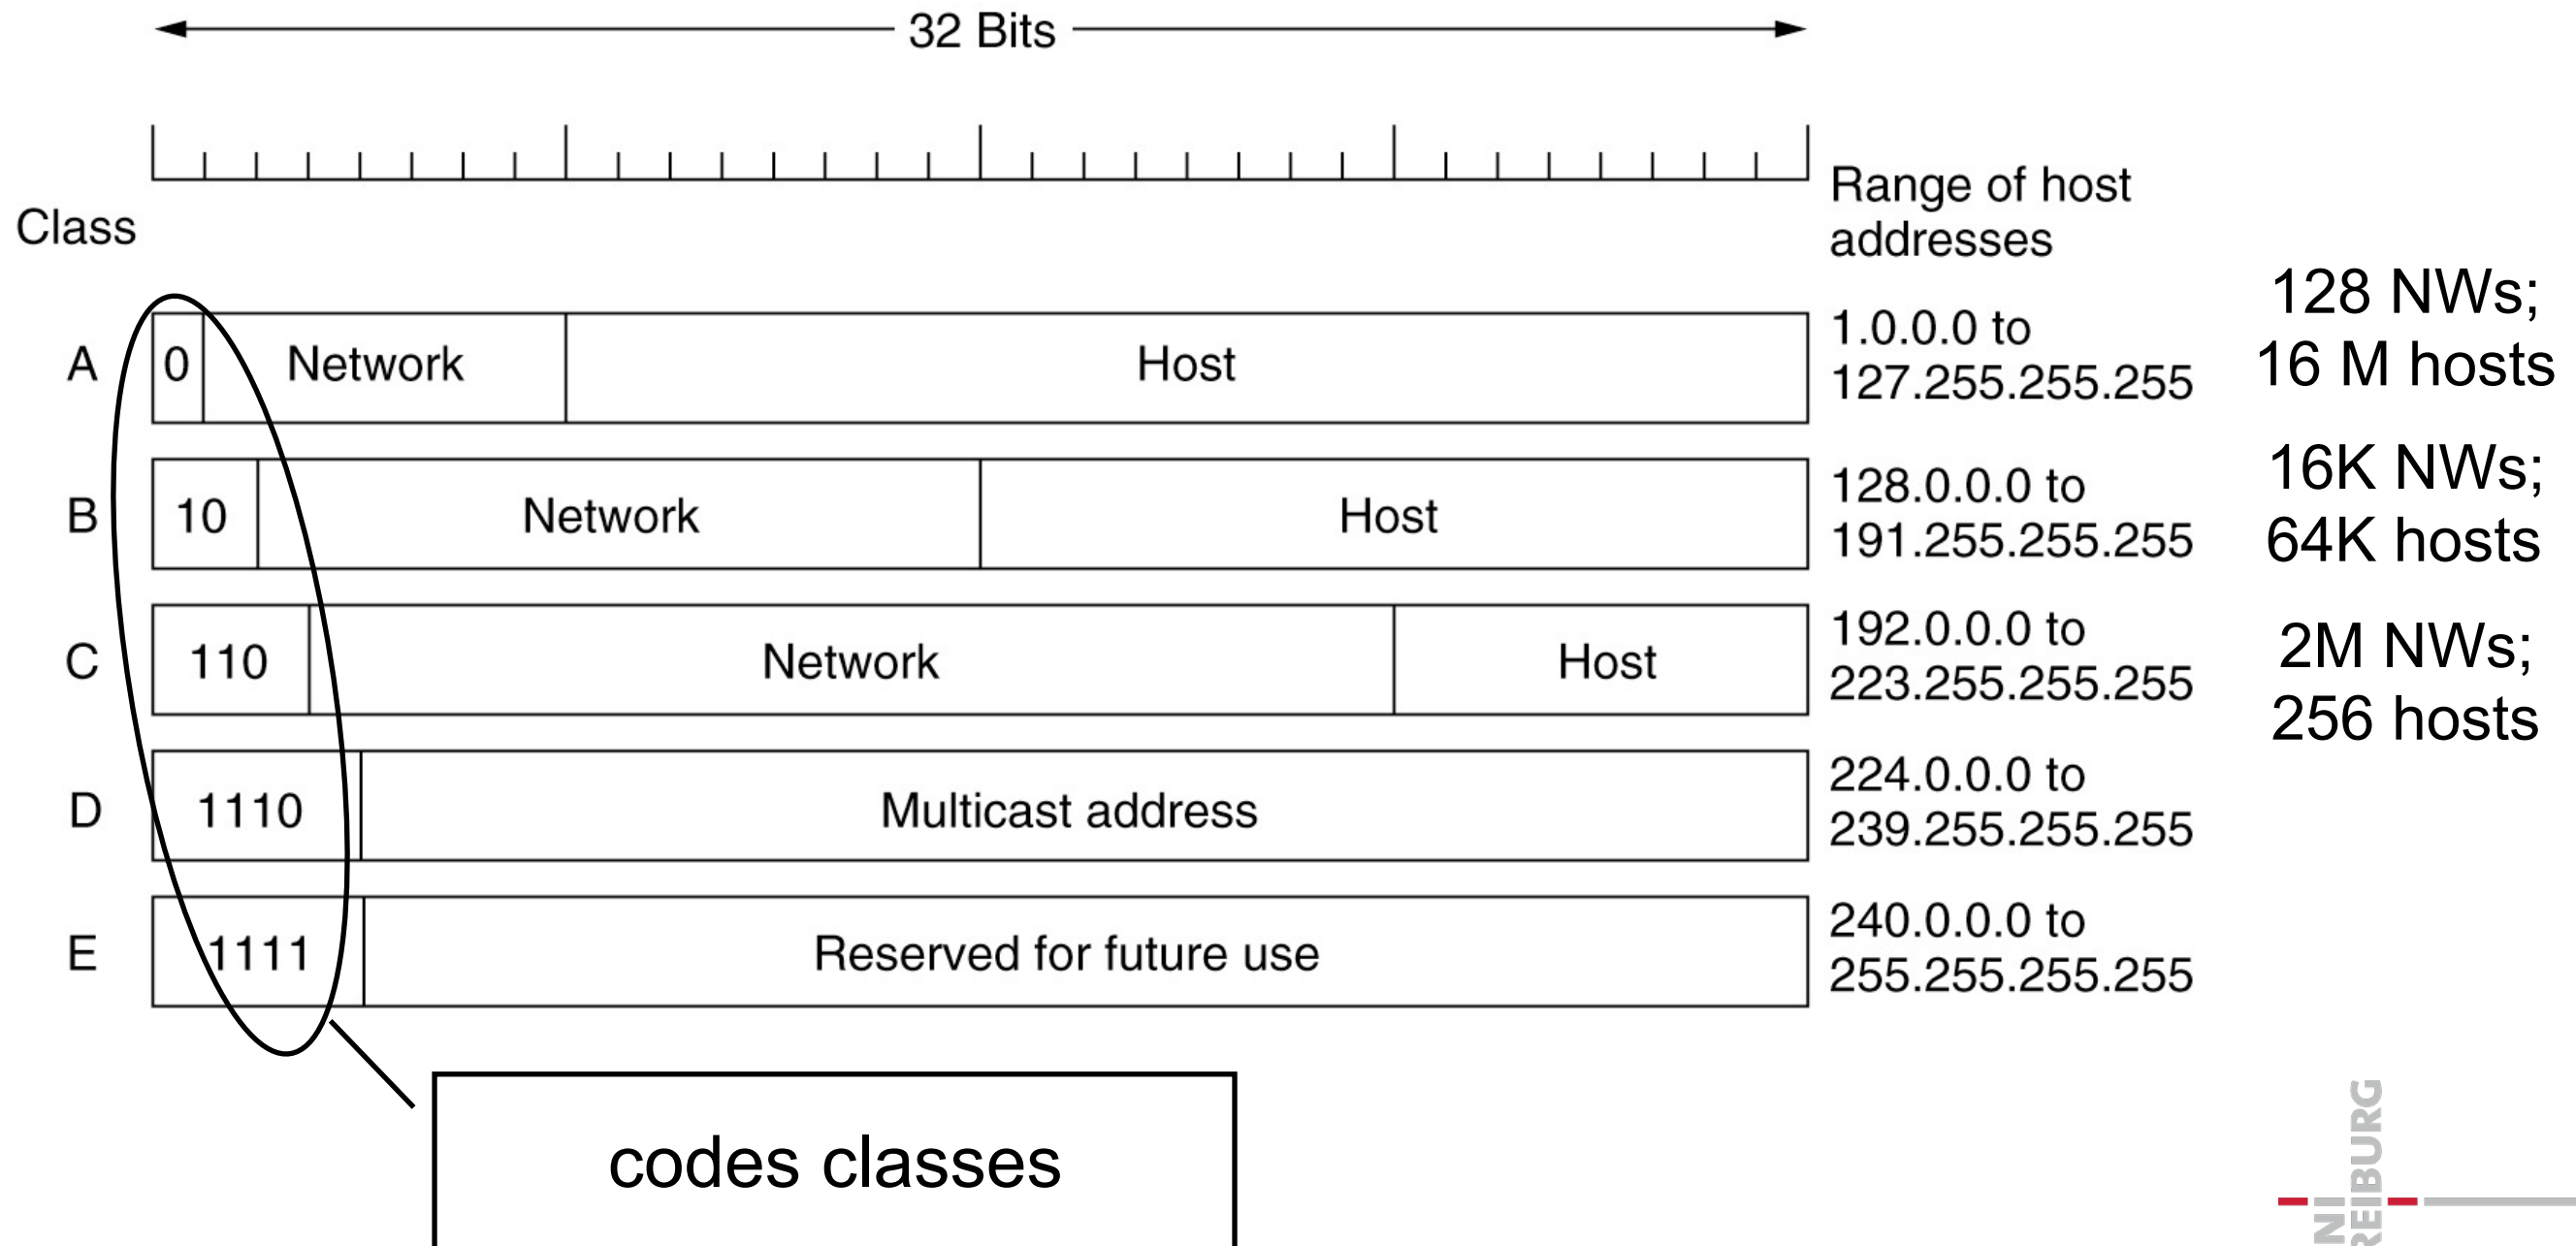 32 Bits
Range of host
addresses
Class
A
0
Network
Host
1.0.0.0 to
127.255.255.255
128 NWs;
16 M hosts
B
10
Network
Host
128.0.0.0 to
191.255.255.255
16K NWs;
64K hosts
C
110
Network
Host
192.0.0.0 to
223.255.255.255
2M NWs;
256 hosts
D
1110
Multicast address
224.0.0.0 to
239.255.255.255
E
1111
Reserved for future use
240.0.0.0 to
255.255.255.255
codes classes
NI
REIBURG